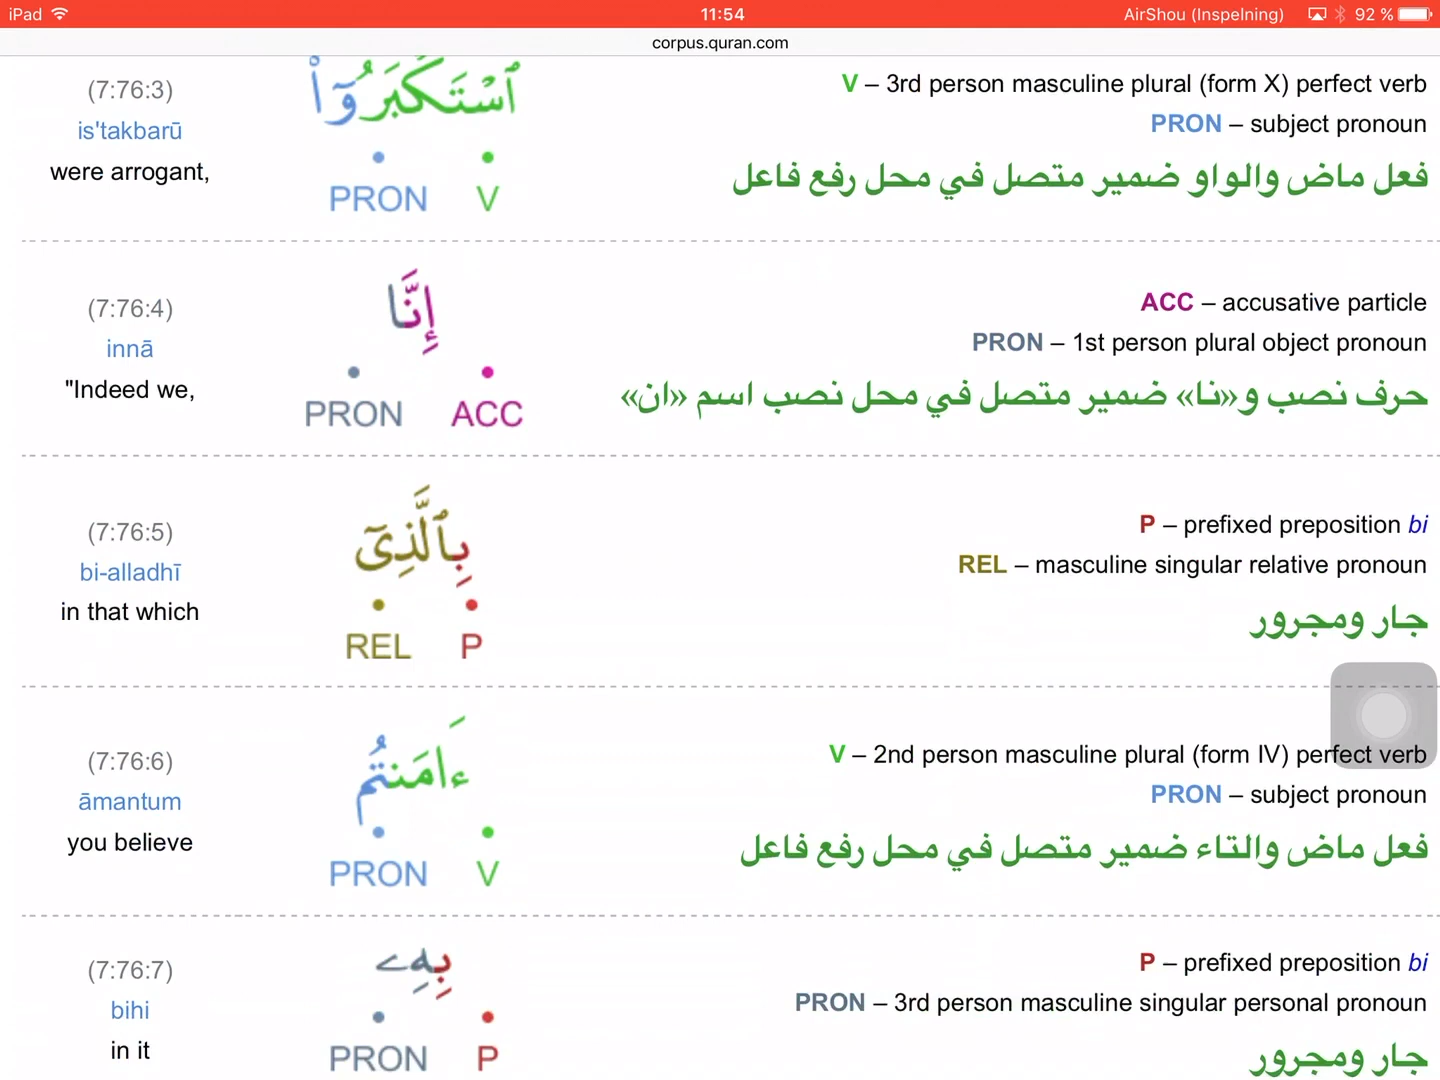 iPad 11:54 AirShou (Inspelning) 92 %
corpus.quran.com
(7:76:3)
is'takbarū
were arrogant,
ٱسْتَكْبَرُوٓا۟
PRON V
V – 3rd person masculine plural (form X) perfect verb
PRON – subject pronoun
فعل ماض والواو ضمير متصل في محل رفع فاعل
(7:76:4)
innā
"Indeed we,
إِنَّا
PRON ACC
ACC – accusative particle
PRON – 1st person plural object pronoun
حرف نصب و«نا» ضمير متصل في محل نصب اسم «ان»
(7:76:5)
bi-alladhī
in that which
بِٱلَّذِىٓ
REL P
P – prefixed preposition bi
REL – masculine singular relative pronoun
جار ومجرور
(7:76:6)
āmantum
you believe
ءَامَنتُم
PRON V
V – 2nd person masculine plural (form IV) perfect verb
PRON – subject pronoun
فعل ماض والتاء ضمير متصل في محل رفع فاعل
(7:76:7)
bihi
in it
بِهِۦ
PRON P
P – prefixed preposition bi
PRON – 3rd person masculine singular personal pronoun
جار ومجرور